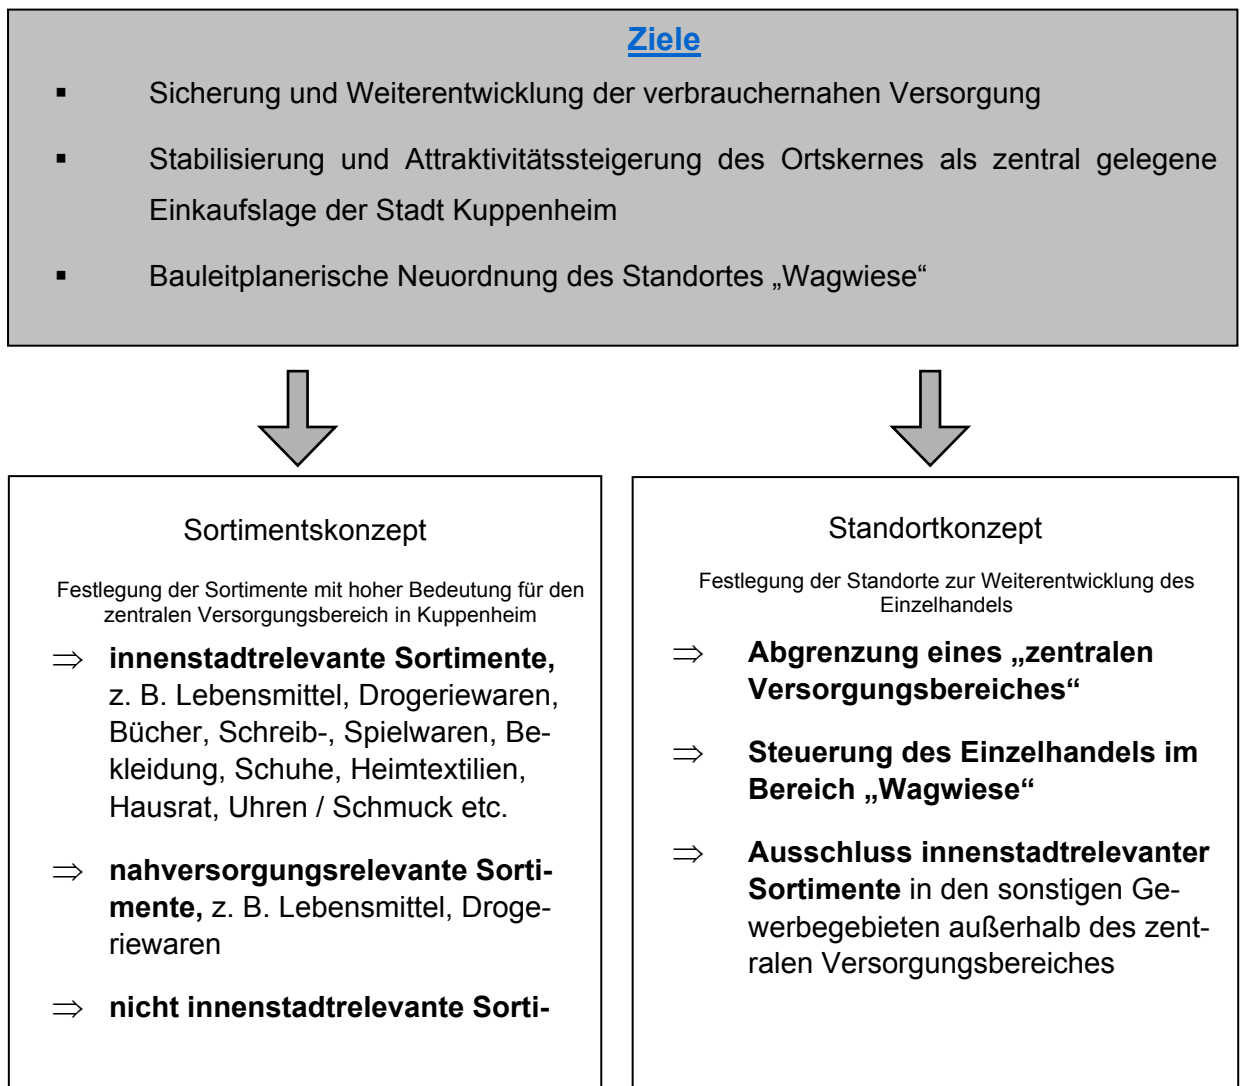 Ziele
▪ Sicherung und Weiterentwicklung der verbrauchernahen Versorgung
▪ Stabilisierung und Attraktivitätssteigerung des Ortskernes als zentral gelegene
Einkaufslage der Stadt Kuppenheim
▪ Bauleitplanerische Neuordnung des Standortes „Wagwiese“
Sortimentskonzept
Festlegung der Sortimente mit hoher Bedeutung für den
zentralen Versorgungsbereich in Kuppenheim
⇒ innenstadtrelevante Sortimente,
z. B. Lebensmittel, Drogeriewaren,
Bücher, Schreib-, Spielwaren, Be-
kleidung, Schuhe, Heimtextilien,
Hausrat, Uhren / Schmuck etc.
⇒ nahversorgungsrelevante Sorti-
mente, z. B. Lebensmittel, Droge-
riewaren
⇒ nicht innenstadtrelevante Sorti-
Standortkonzept
Festlegung der Standorte zur Weiterentwicklung des
Einzelhandels
⇒ Abgrenzung eines „zentralen
Versorgungsbereiches“
⇒ Steuerung des Einzelhandels im
Bereich „Wagwiese“
⇒ Ausschluss innenstadtrelevanter
Sortimente in den sonstigen Ge-
werbegebieten außerhalb des zent-
ralen Versorgungsbereiches